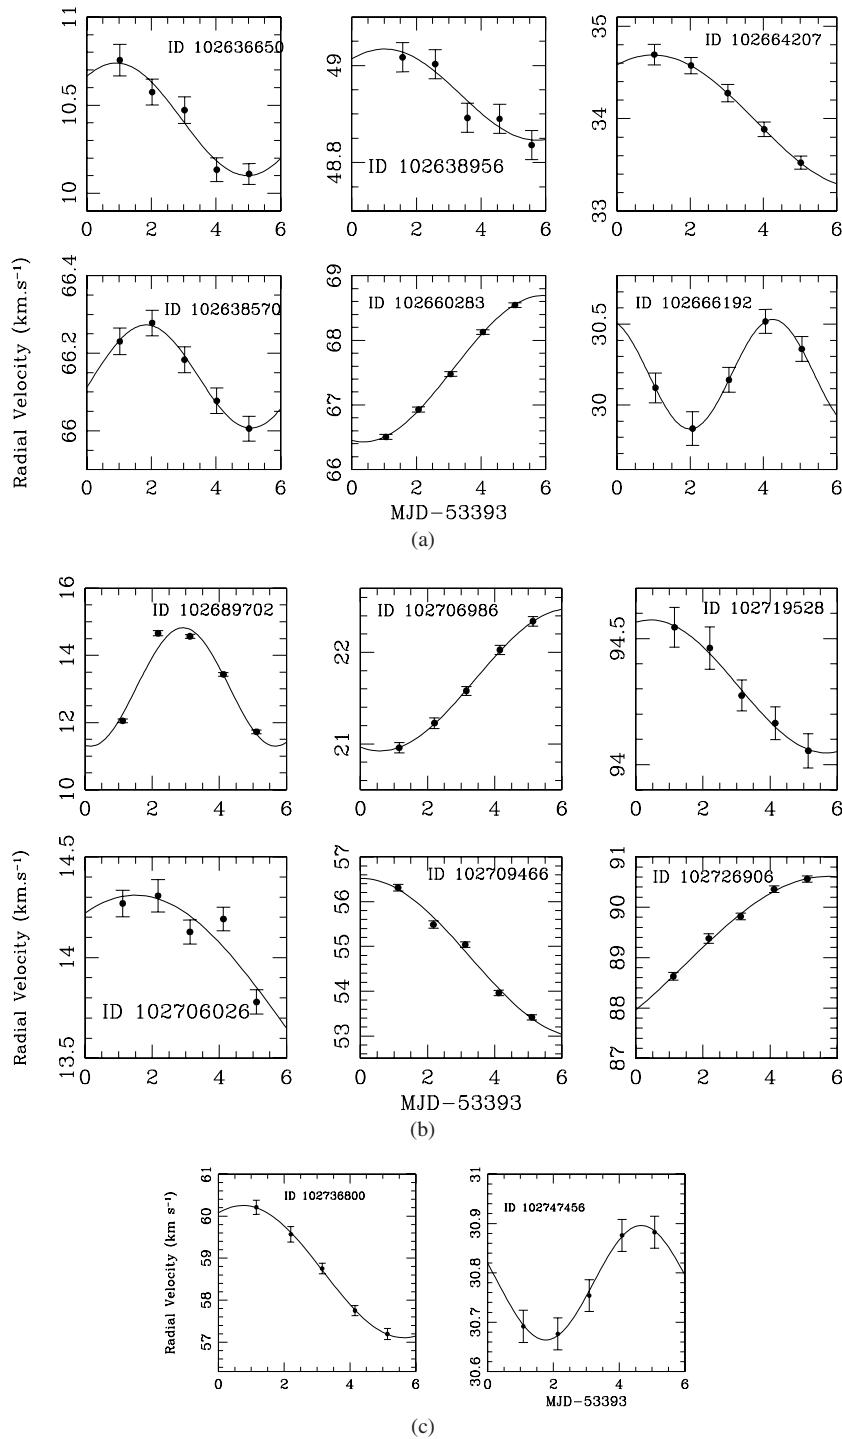 11
10.5
10
ID 102636650
0 2 4 6
49
48.8
ID 102638956
0 2 4 6
35
34
33
ID 102664207
0 2 4 6
Radial Velocity (km.s⁻¹)
66.4
66.2
66
ID 102638570
0 2 4 6
69
68
67
66
ID 102660283
0 2 4 6
30.5
30
ID 102666192
0 2 4 6
MJD−53393
(a)
16
14
12
10
ID 102689702
0 2 4 6
22
21
ID 102706986
0 2 4 6
94.5
94
ID 102719528
0 2 4 6
Radial Velocity (km.s⁻¹)
14.5
14
13.5
ID 102706026
0 2 4 6
57
56
55
54
53
ID 102709466
0 2 4 6
91
90
89
88
87
ID 102726906
0 2 4 6
MJD−53393
(b)
Radial Velocity (km s⁻¹)
61
60
59
58
57
ID 102736800
0 2 4 6
31
30.9
30.8
30.7
30.6
ID 102747456
0 2 4 6
MJD−53393
(c)